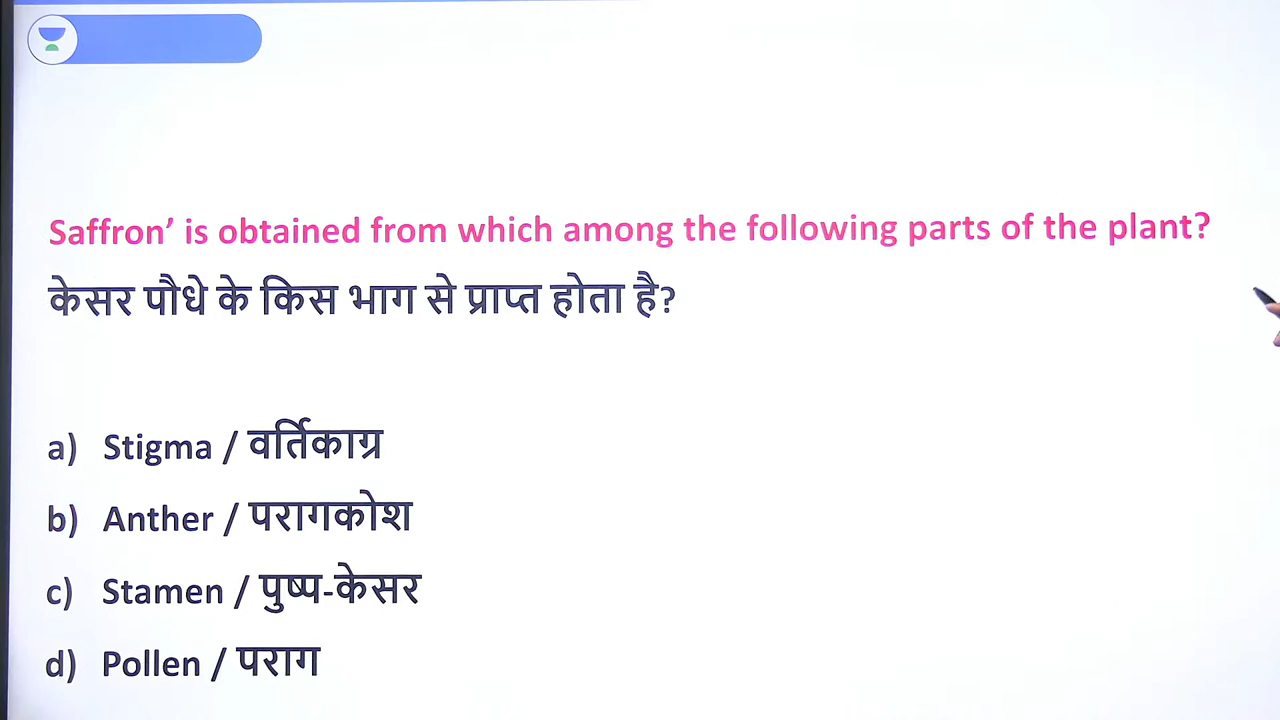 Saffron’ is obtained from which among the following parts of the plant?
केसर पौधे के किस भाग से प्राप्त होता है?
a) Stigma / वर्तिकाग्र
b) Anther / परागकोश
c) Stamen / पुष्प-केसर
d) Pollen / पराग